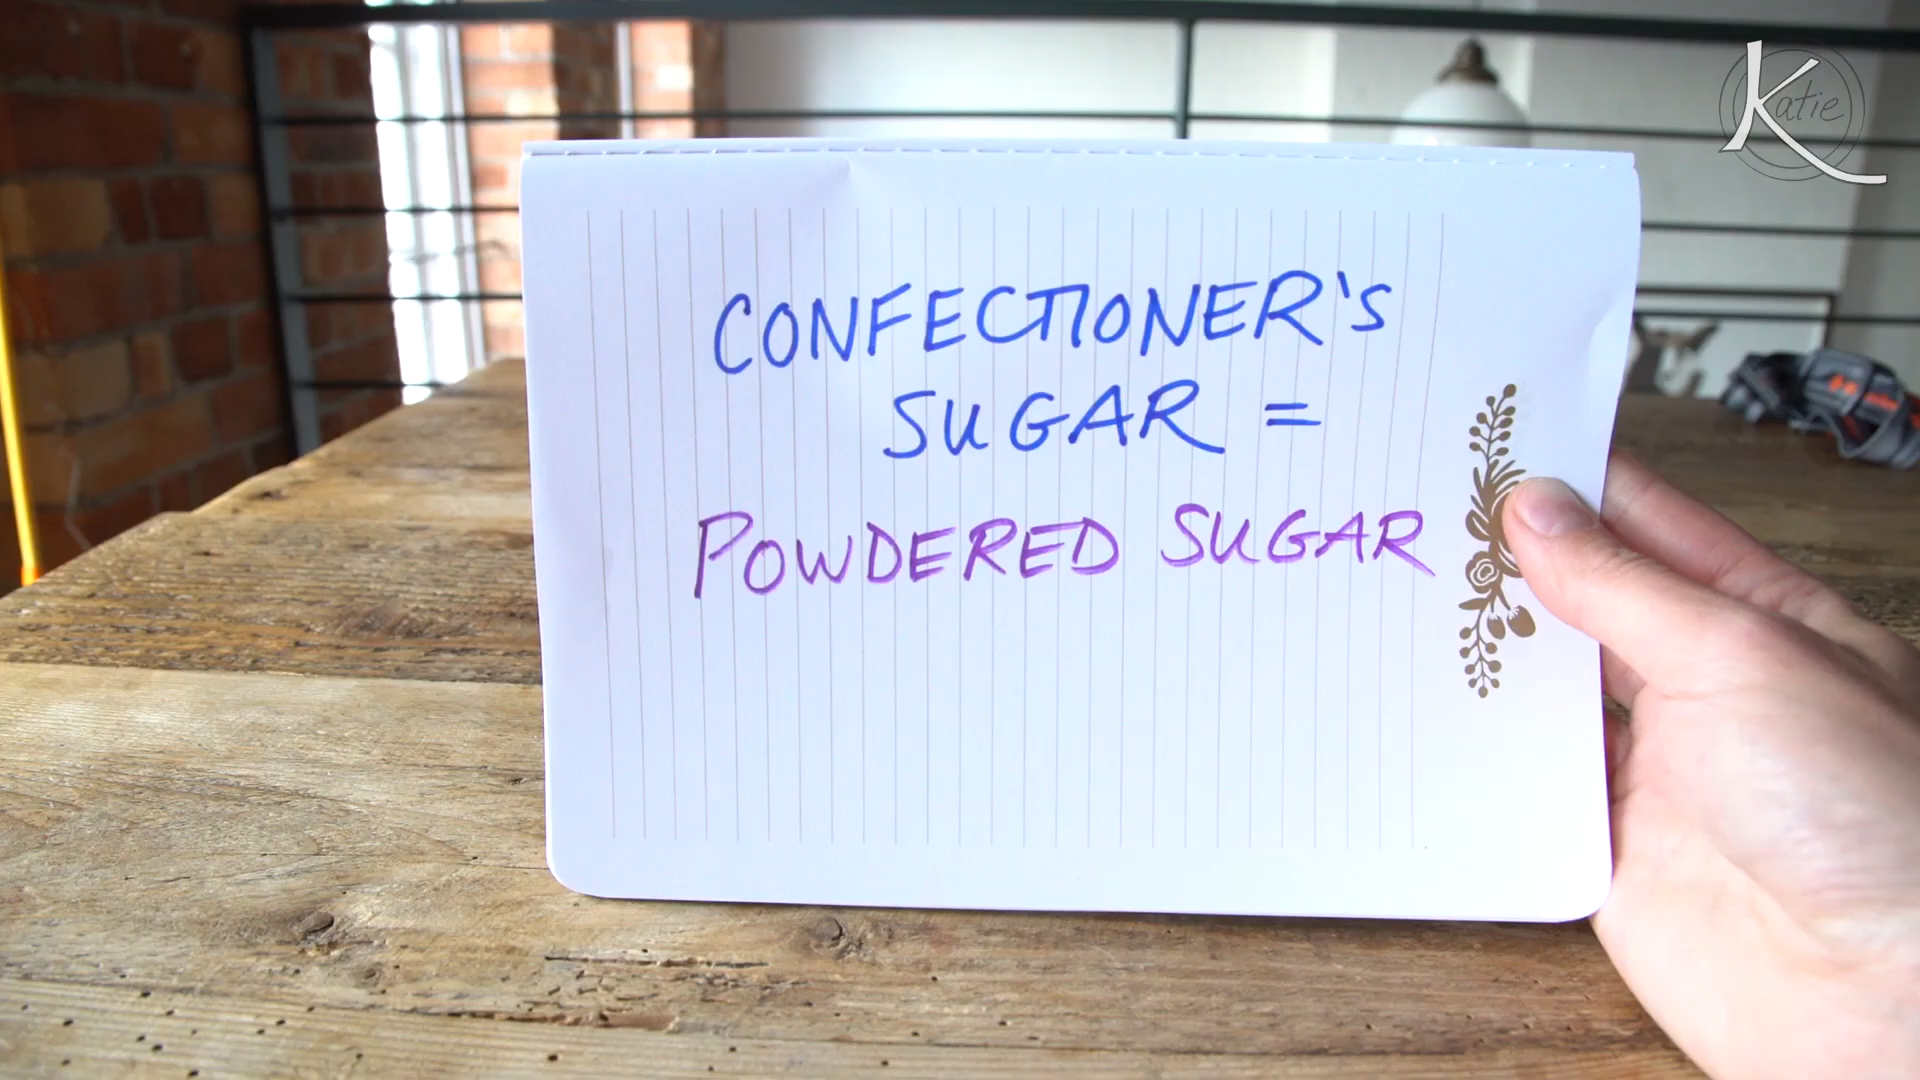 CONFECTIONER'S
SUGAR =
POWDERED SUGAR
Katie